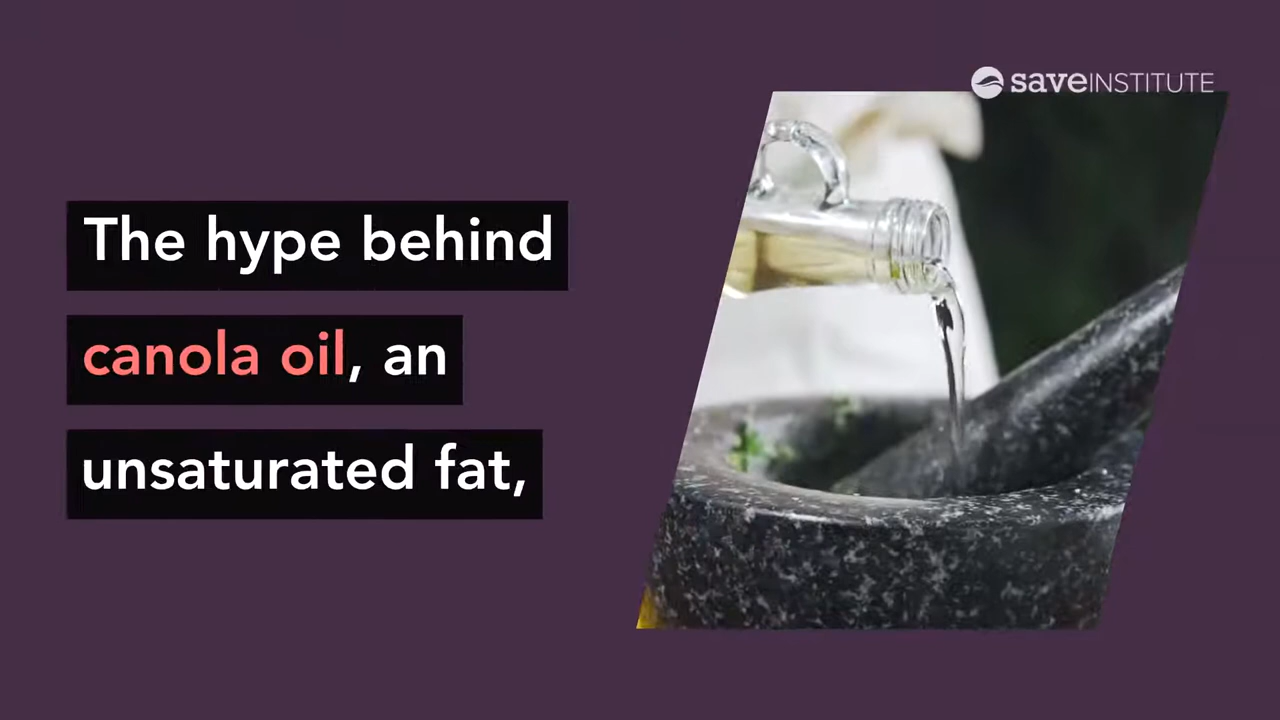 saveINSTITUTE
The hype behind
canola oil, an
unsaturated fat,